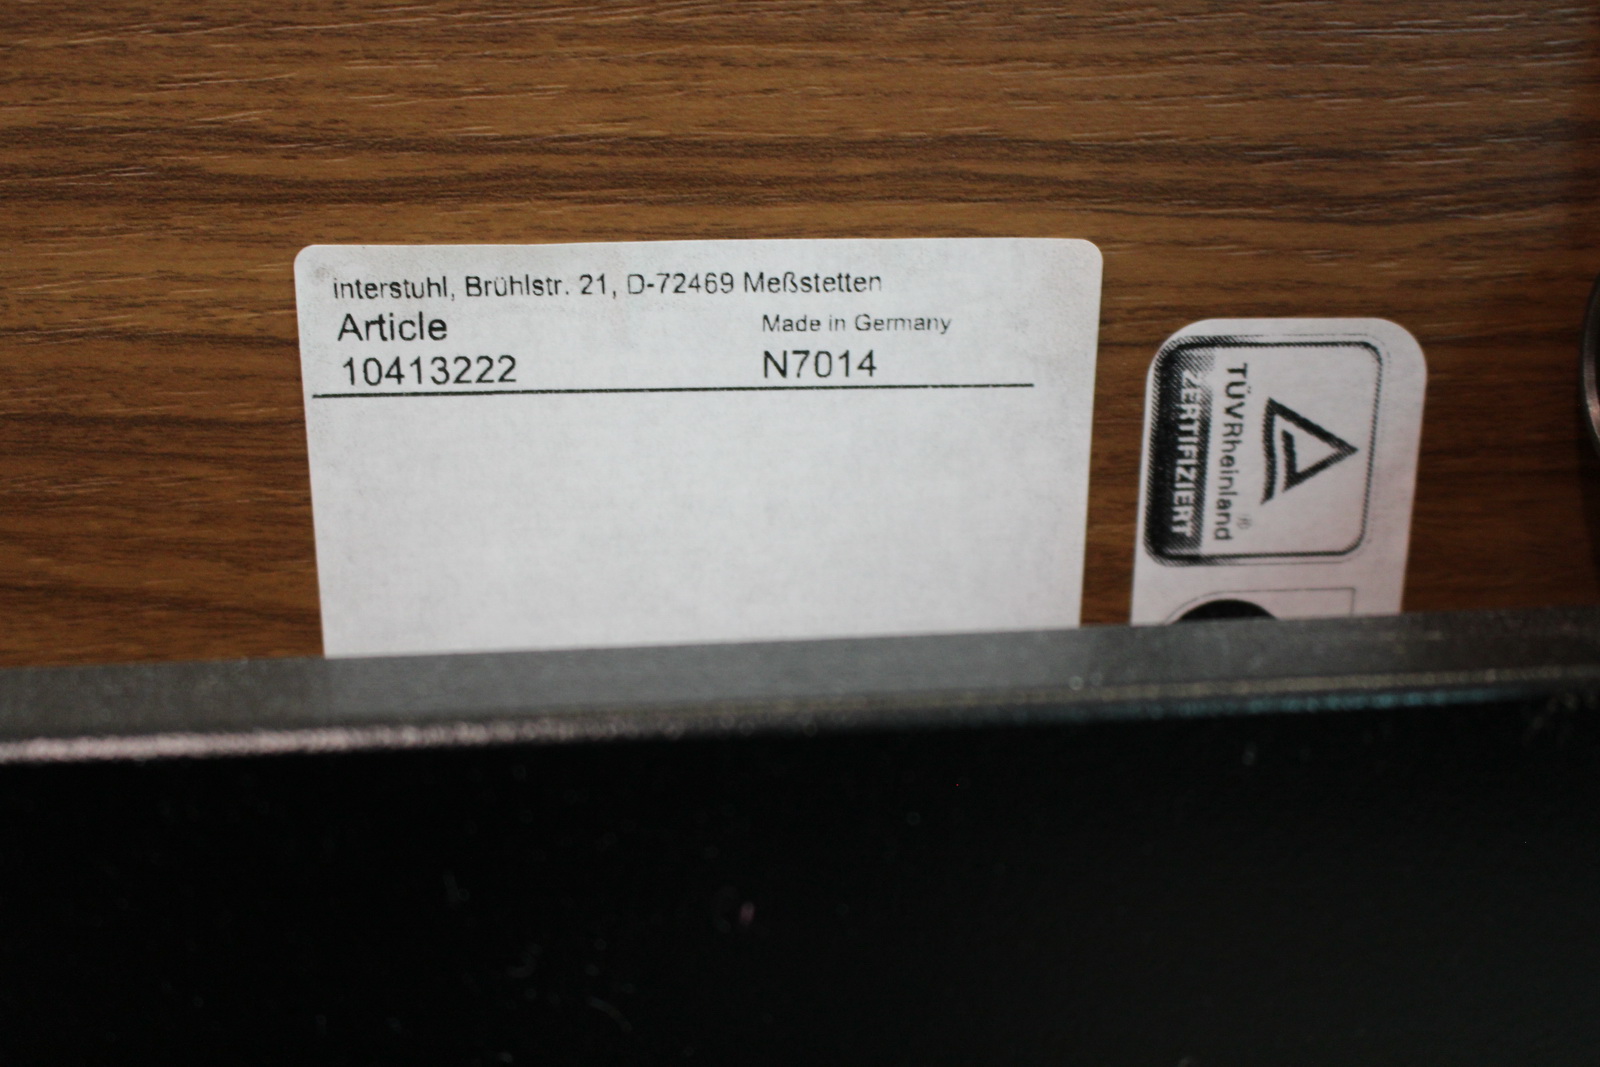 interstuhl, Brühlstr. 21, D-72469 Meßstetten
Article
Made in Germany
10413222
N7014
TÜVRheinland®
ZERTIFIZIERT